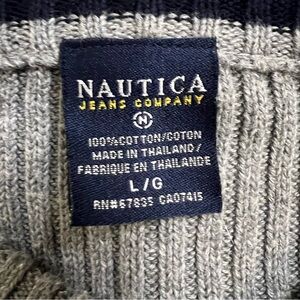 NAUTICA
JEANS COMPANY
N
100%COTTON/COTON
MADE IN THAILAND/
FABRIQUE EN THAILANDE
L/G
RN#67835 CA07415